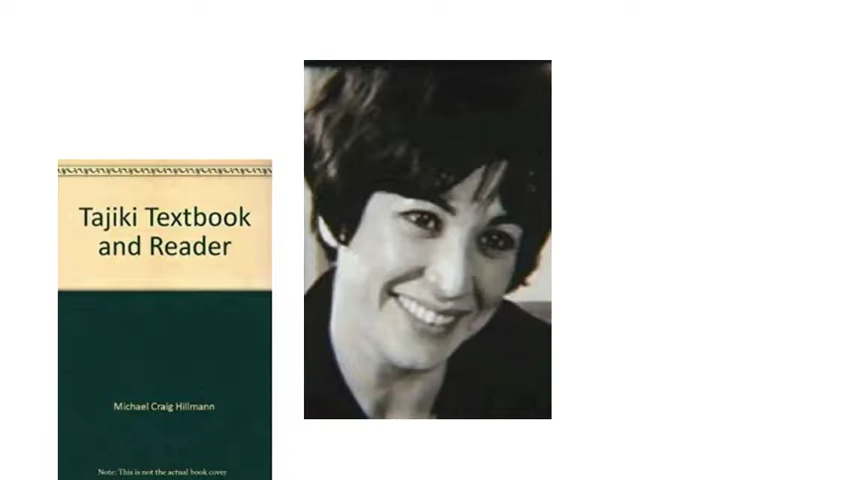 Tajiki Textbook
and Reader
Michael Craig Hillmann
Note: This is not the actual book cover